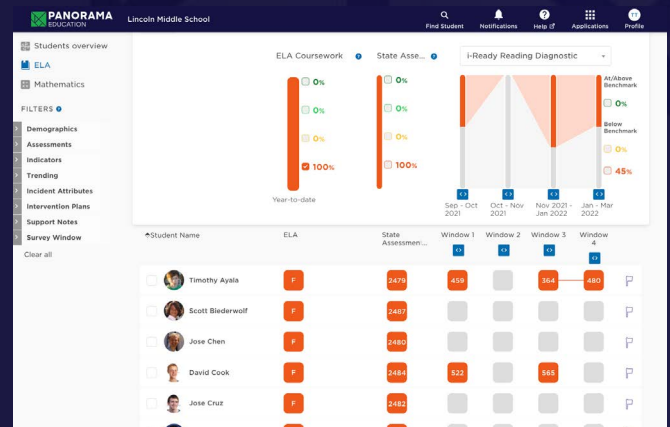 PANORAMA
EDUCATION
Lincoln Middle School
Find Student
Notifications
Help
Applications
TT
Profile
Students overview
ELA
Mathematics
FILTERS
Demographics
Assessments
Indicators
Trending
Incident Attributes
Intervention Plans
Support Notes
Survey Window
Clear all
ELA Coursework
0%
0%
0%
100%
Year-to-date
State Asse...
0%
0%
0%
100%
i-Ready Reading Diagnostic
At/Above
Benchmark
0%
Below
Benchmark
0%
45%
Sep - Oct
2021
Oct - Nov
2021
Nov 2021 -
Jan 2022
Jan - Mar
2022
Student Name
ELA
State
Assessmen...
Window 1
Window 2
Window 3
Window
4
Timothy Ayala F 2479 459 364 480
Scott Biederwolf F 2487
Jose Chen F 2480
David Cook F 2484 522 565
Jose Cruz F 2482